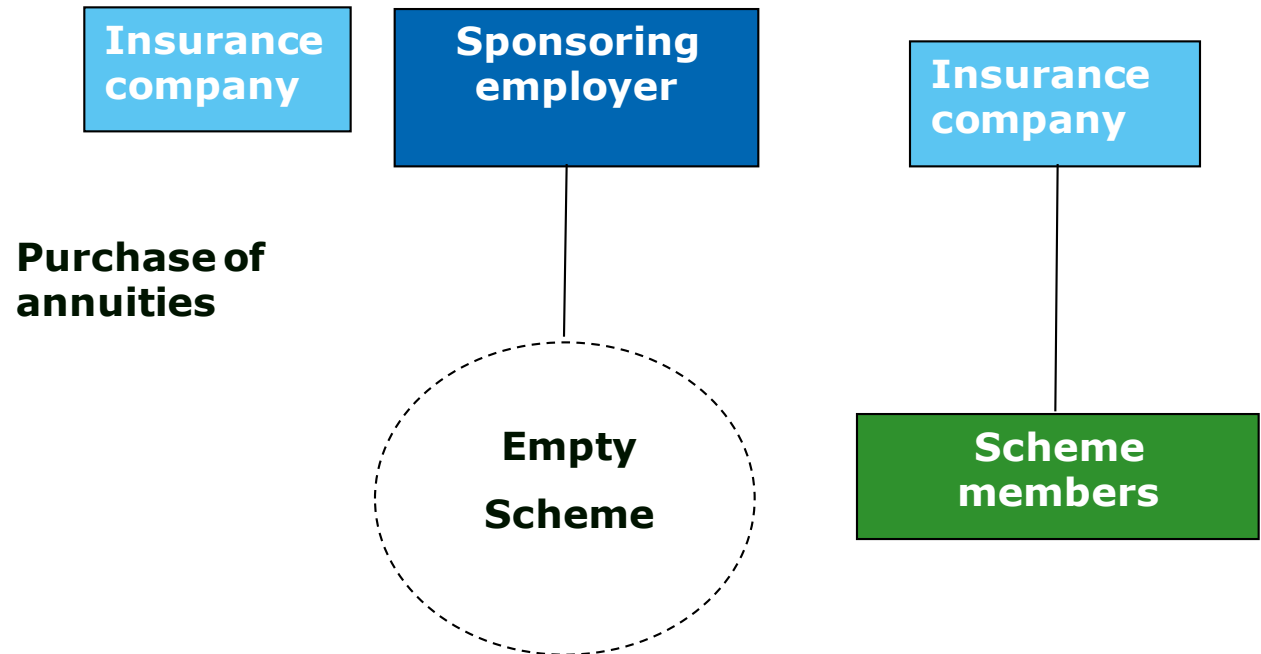 Insurance
company
Sponsoring
employer
Insurance
company
Purchase of
annuities
Empty
Scheme
Scheme
members